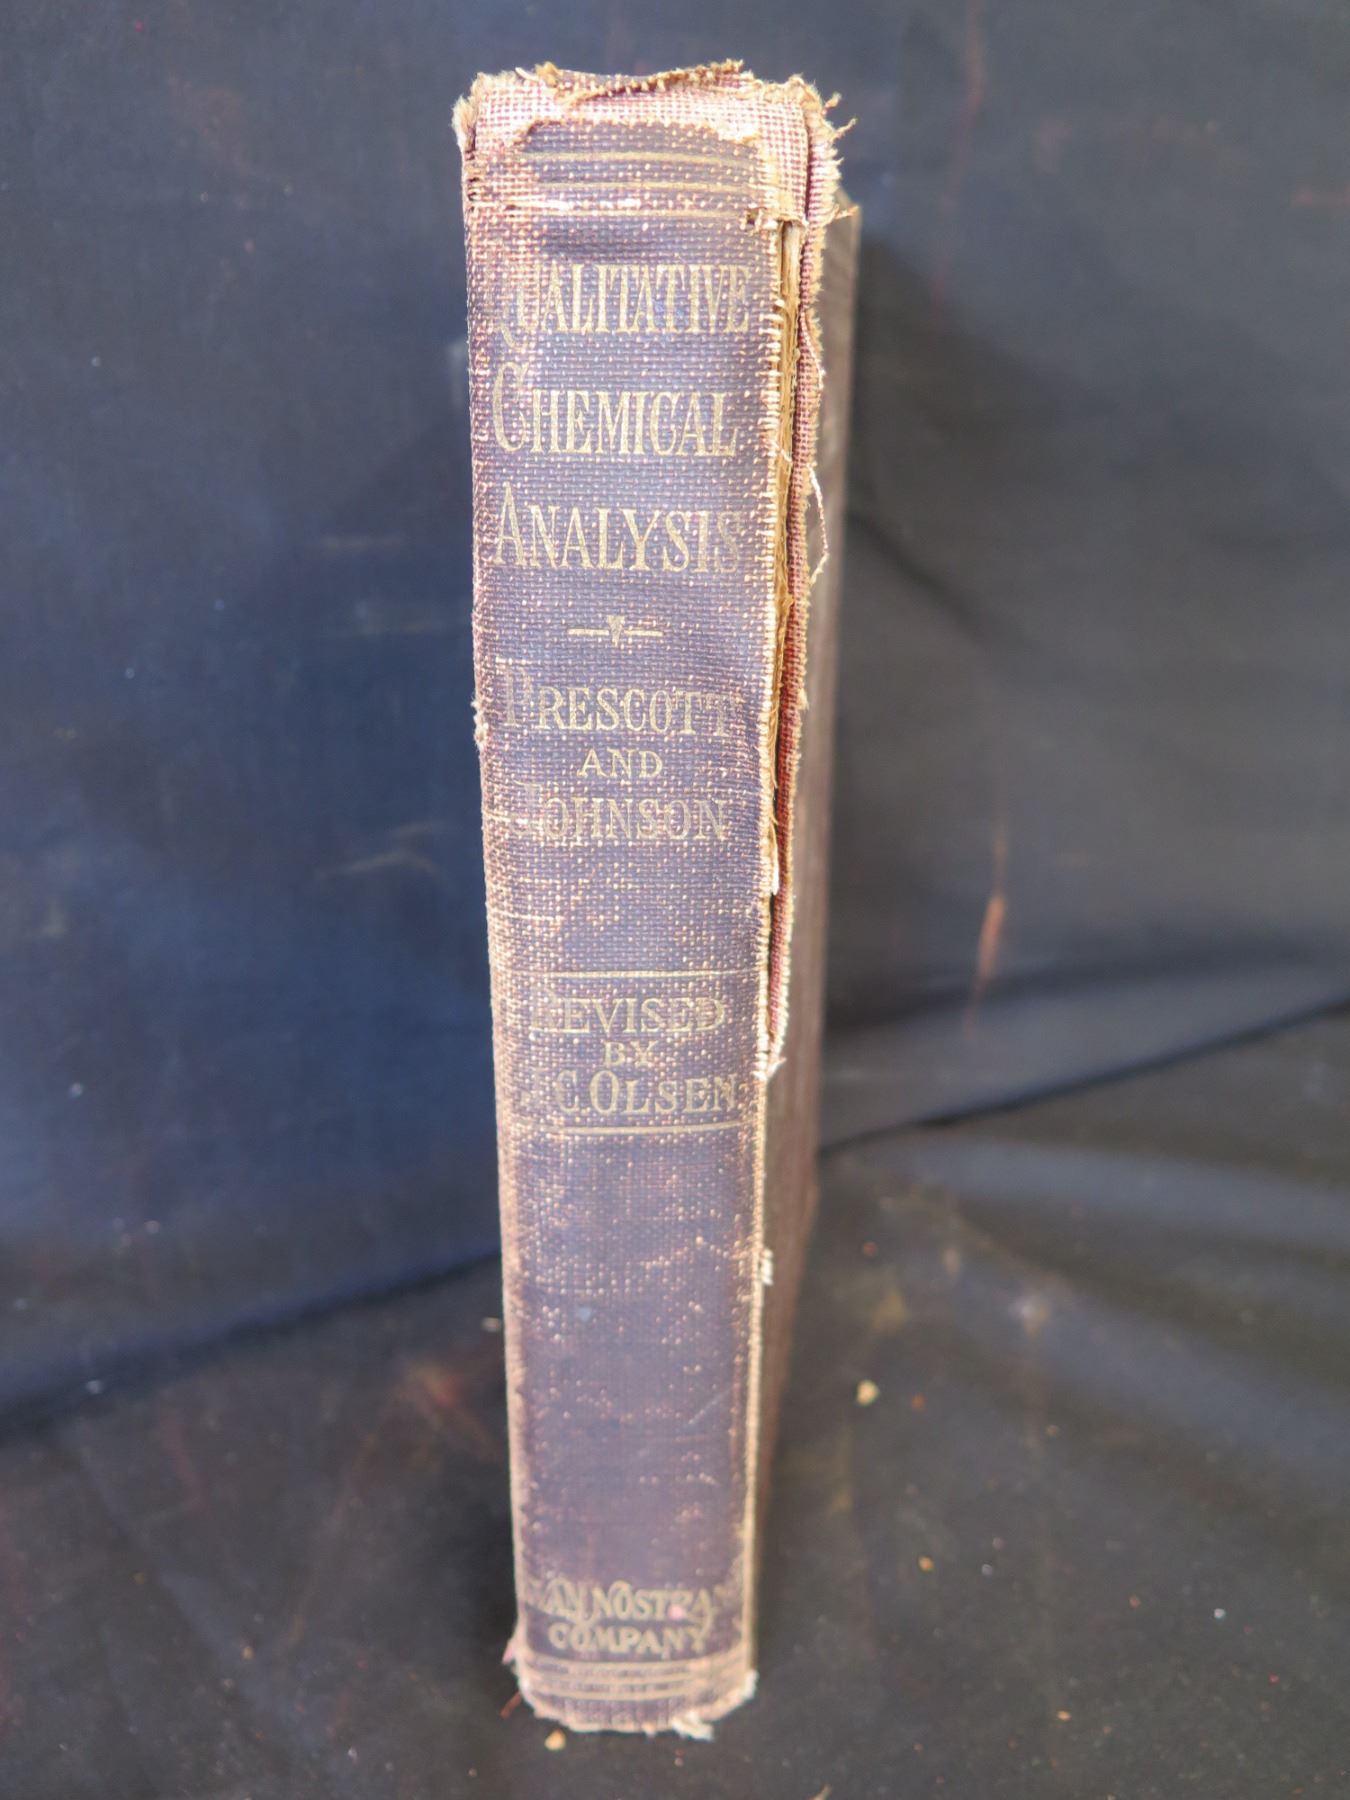 QUALITATIVE
CHEMICAL
ANALYSIS
PRESCOTT
AND
JOHNSON
REVISED
BY
C. OLSEN
VAN NOSTRAND
COMPANY